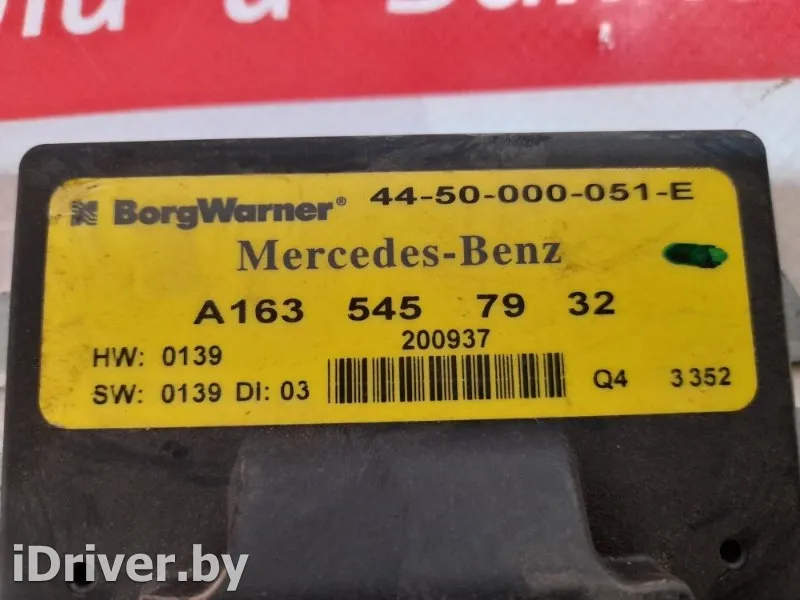 BorgWarner® 44-50-000-051-E
Mercedes-Benz
A163 545 79 32
200937
HW: 0139
SW: 0139 DI: 03 Q4 3352
iDriver.by